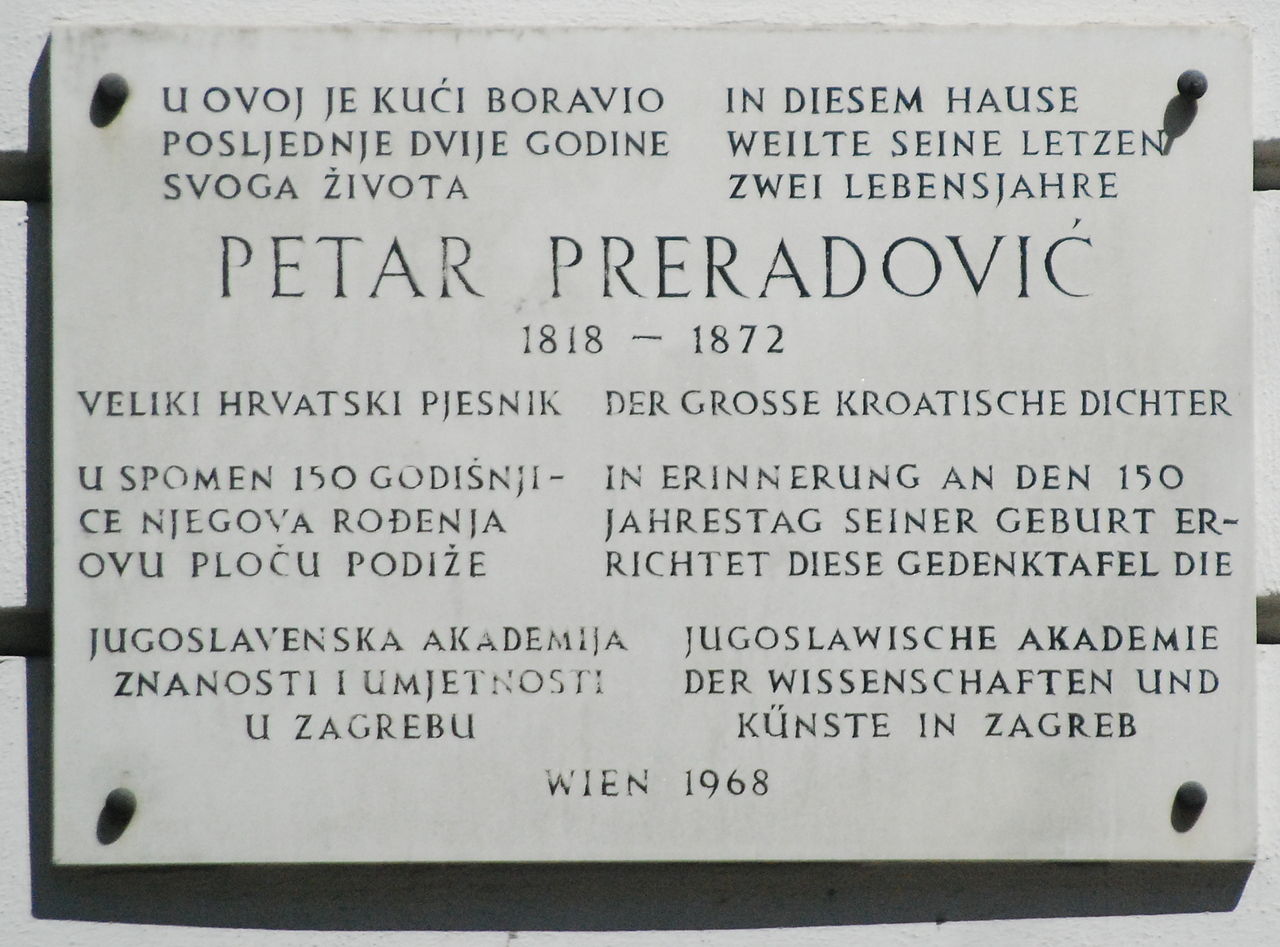 U OVOJ JE KUĆI BORAVIO
POSLJEDNJE DVIJE GODINE
SVOGA ŽIVOTA
IN DIESEM HAUSE
WEILTE SEINE LETZEN
ZWEI LEBENSJAHRE
PETAR PRERADOVIĆ
1818 – 1872
VELIKI HRVATSKI PJESNIK
DER GROSSE KROATISCHE DICHTER
U SPOMEN 150 GODIŠNJI-
CE NJEGOVA ROĐENJA
OVU PLOČU PODIŽE
IN ERINNERUNG AN DEN 150
JAHRESTAG SEINER GEBURT ER-
RICHTET DIESE GEDENKTAFEL DIE
JUGOSLAVENSKA AKADEMIJA
ZNANOSTI I UMJETNOSTI
U ZAGREBU
JUGOSLAWISCHE AKADEMIE
DER WISSENSCHAFTEN UND
KŰNSTE IN ZAGREB
WIEN 1968